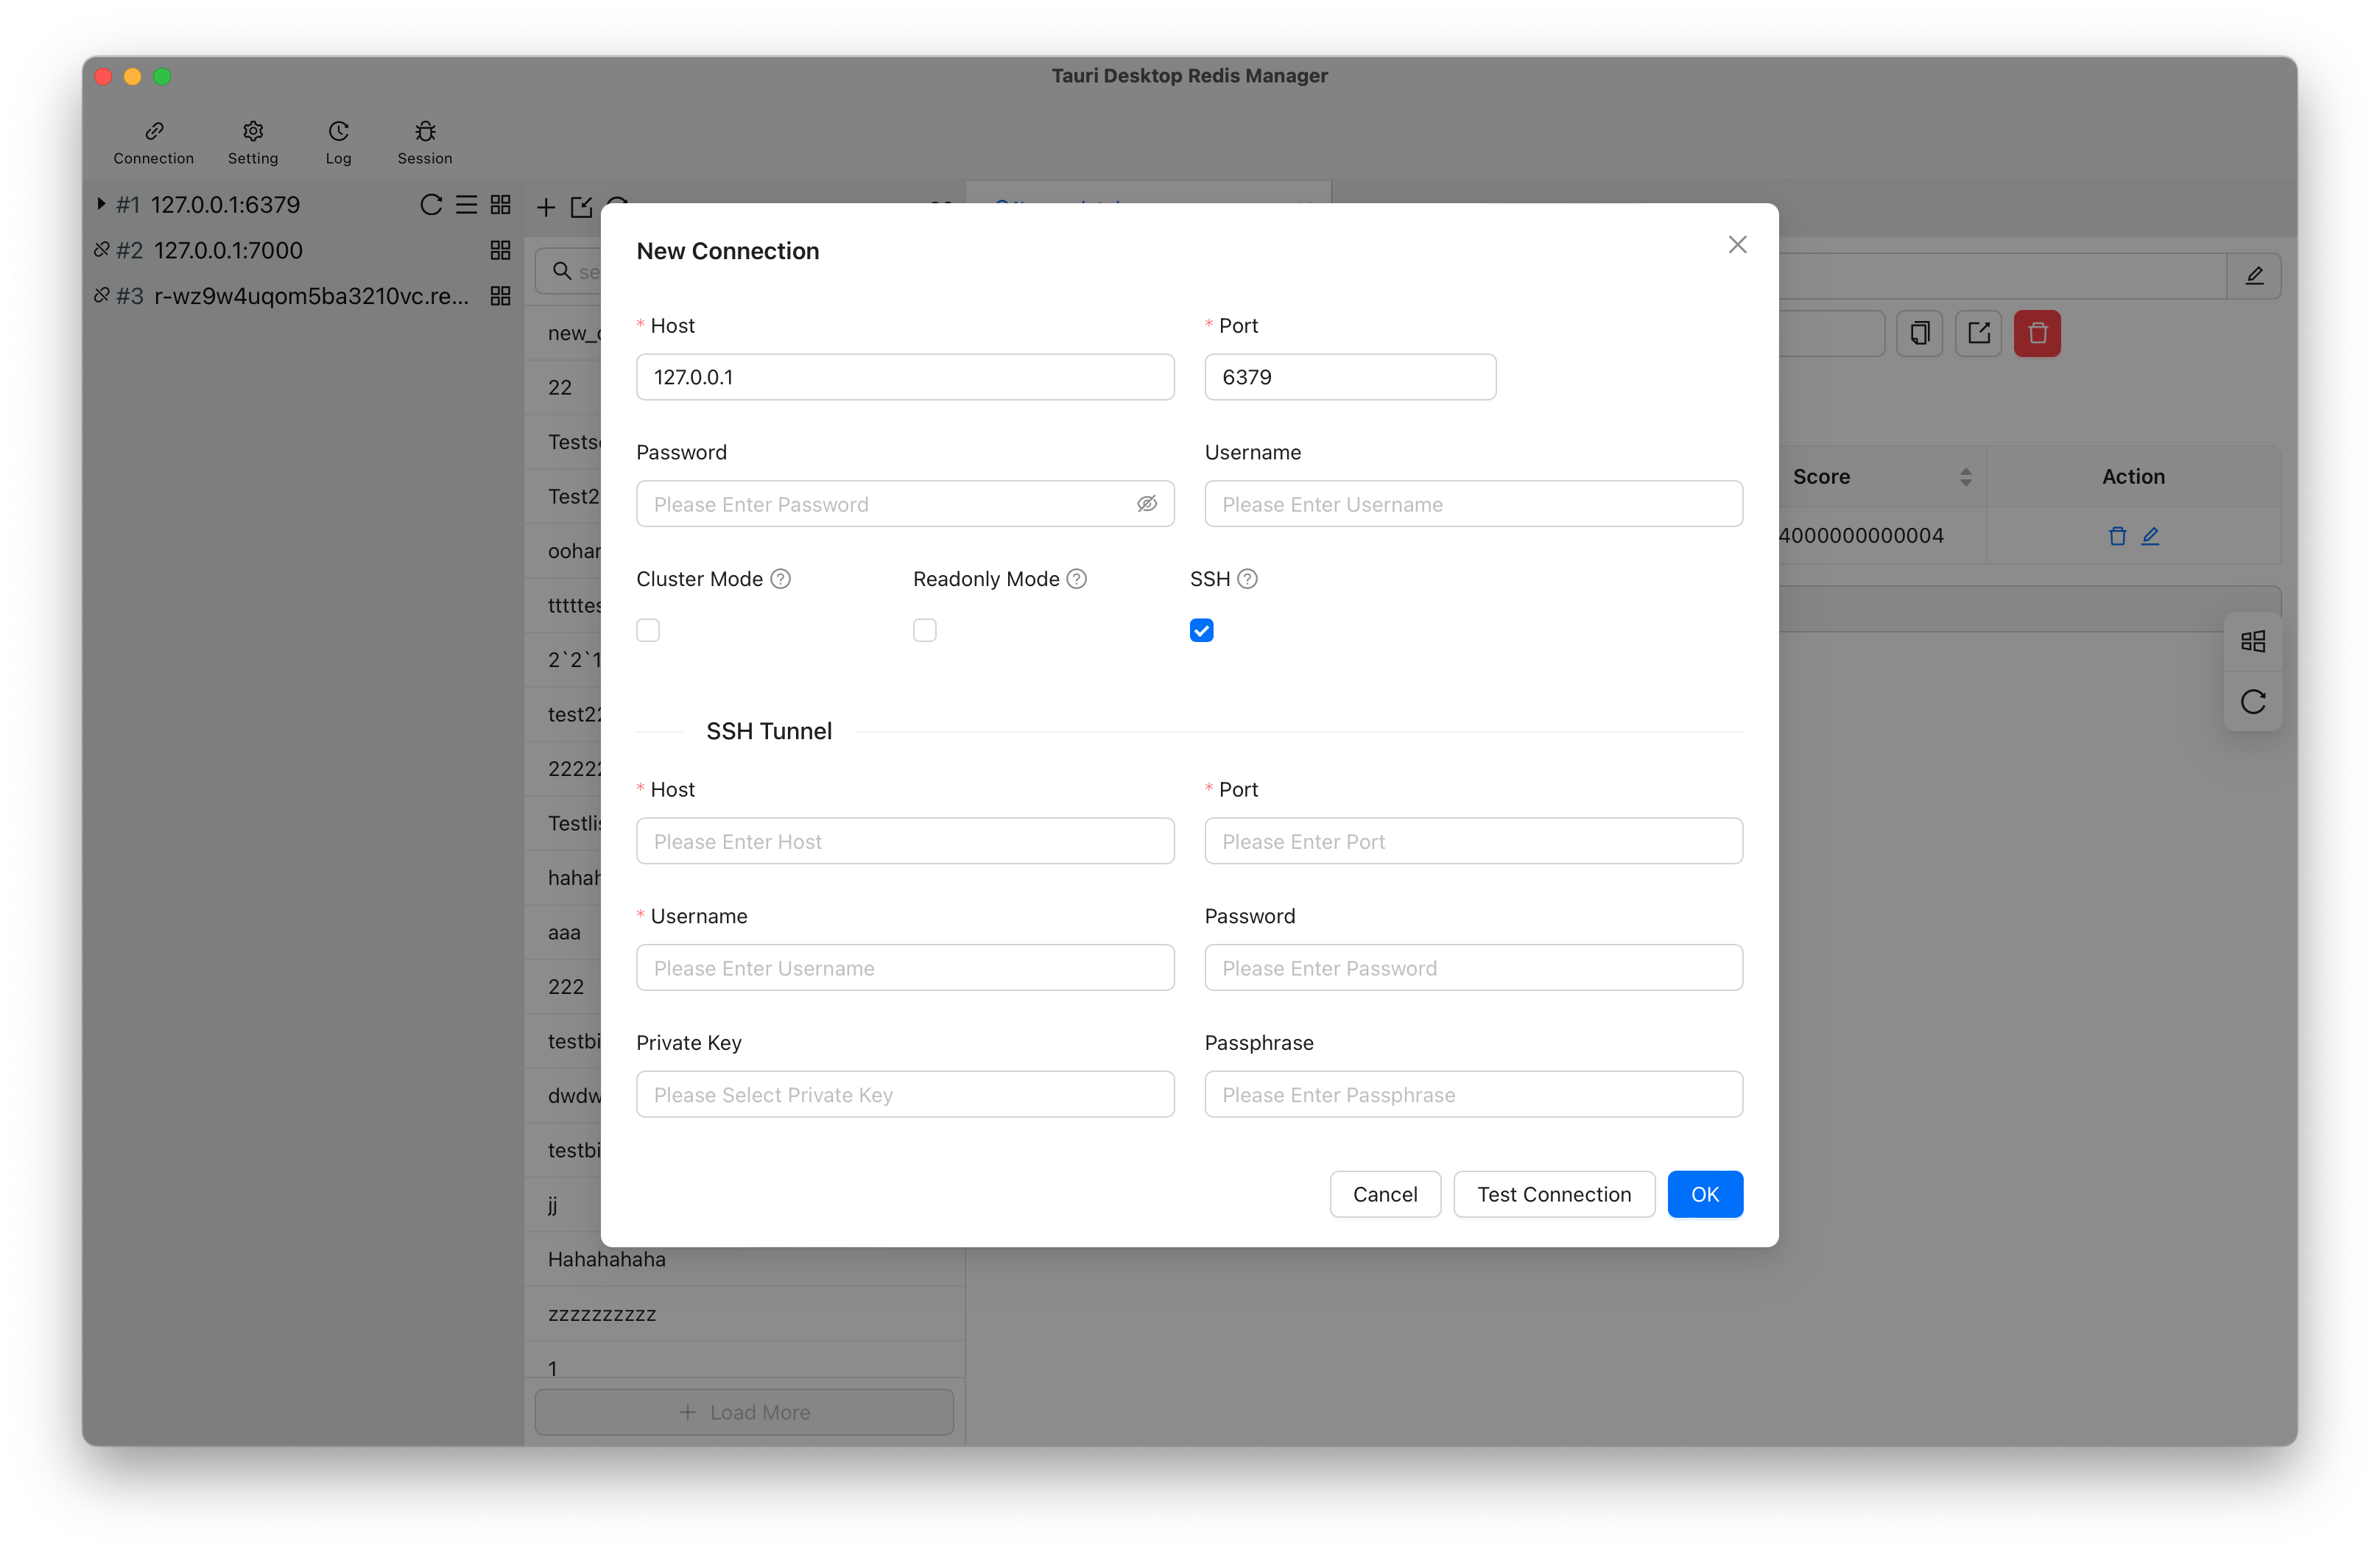 Tauri Desktop Redis Manager
Connection Setting Log Session
#1 127.0.0.1:6379
#2 127.0.0.1:7000
#3 r-wz9w4uqom5ba3210vc.re...
se
new_
22
Tests
Test2
oohar
ttttte
2`2`1
test22
22222
Testlis
hahah
aaa
222
testbi
dwdw
testbi
jj
Hahahahaha
zzzzzzzzzz
1
+ Load More
New Connection
* Host
127.0.0.1
* Port
6379
Password
Please Enter Password
Username
Please Enter Username
Cluster Mode
Readonly Mode
SSH
SSH Tunnel
* Host
Please Enter Host
* Port
Please Enter Port
* Username
Please Enter Username
Password
Please Enter Password
Private Key
Please Select Private Key
Passphrase
Please Enter Passphrase
Cancel
Test Connection
OK
Score
Action
4000000000004